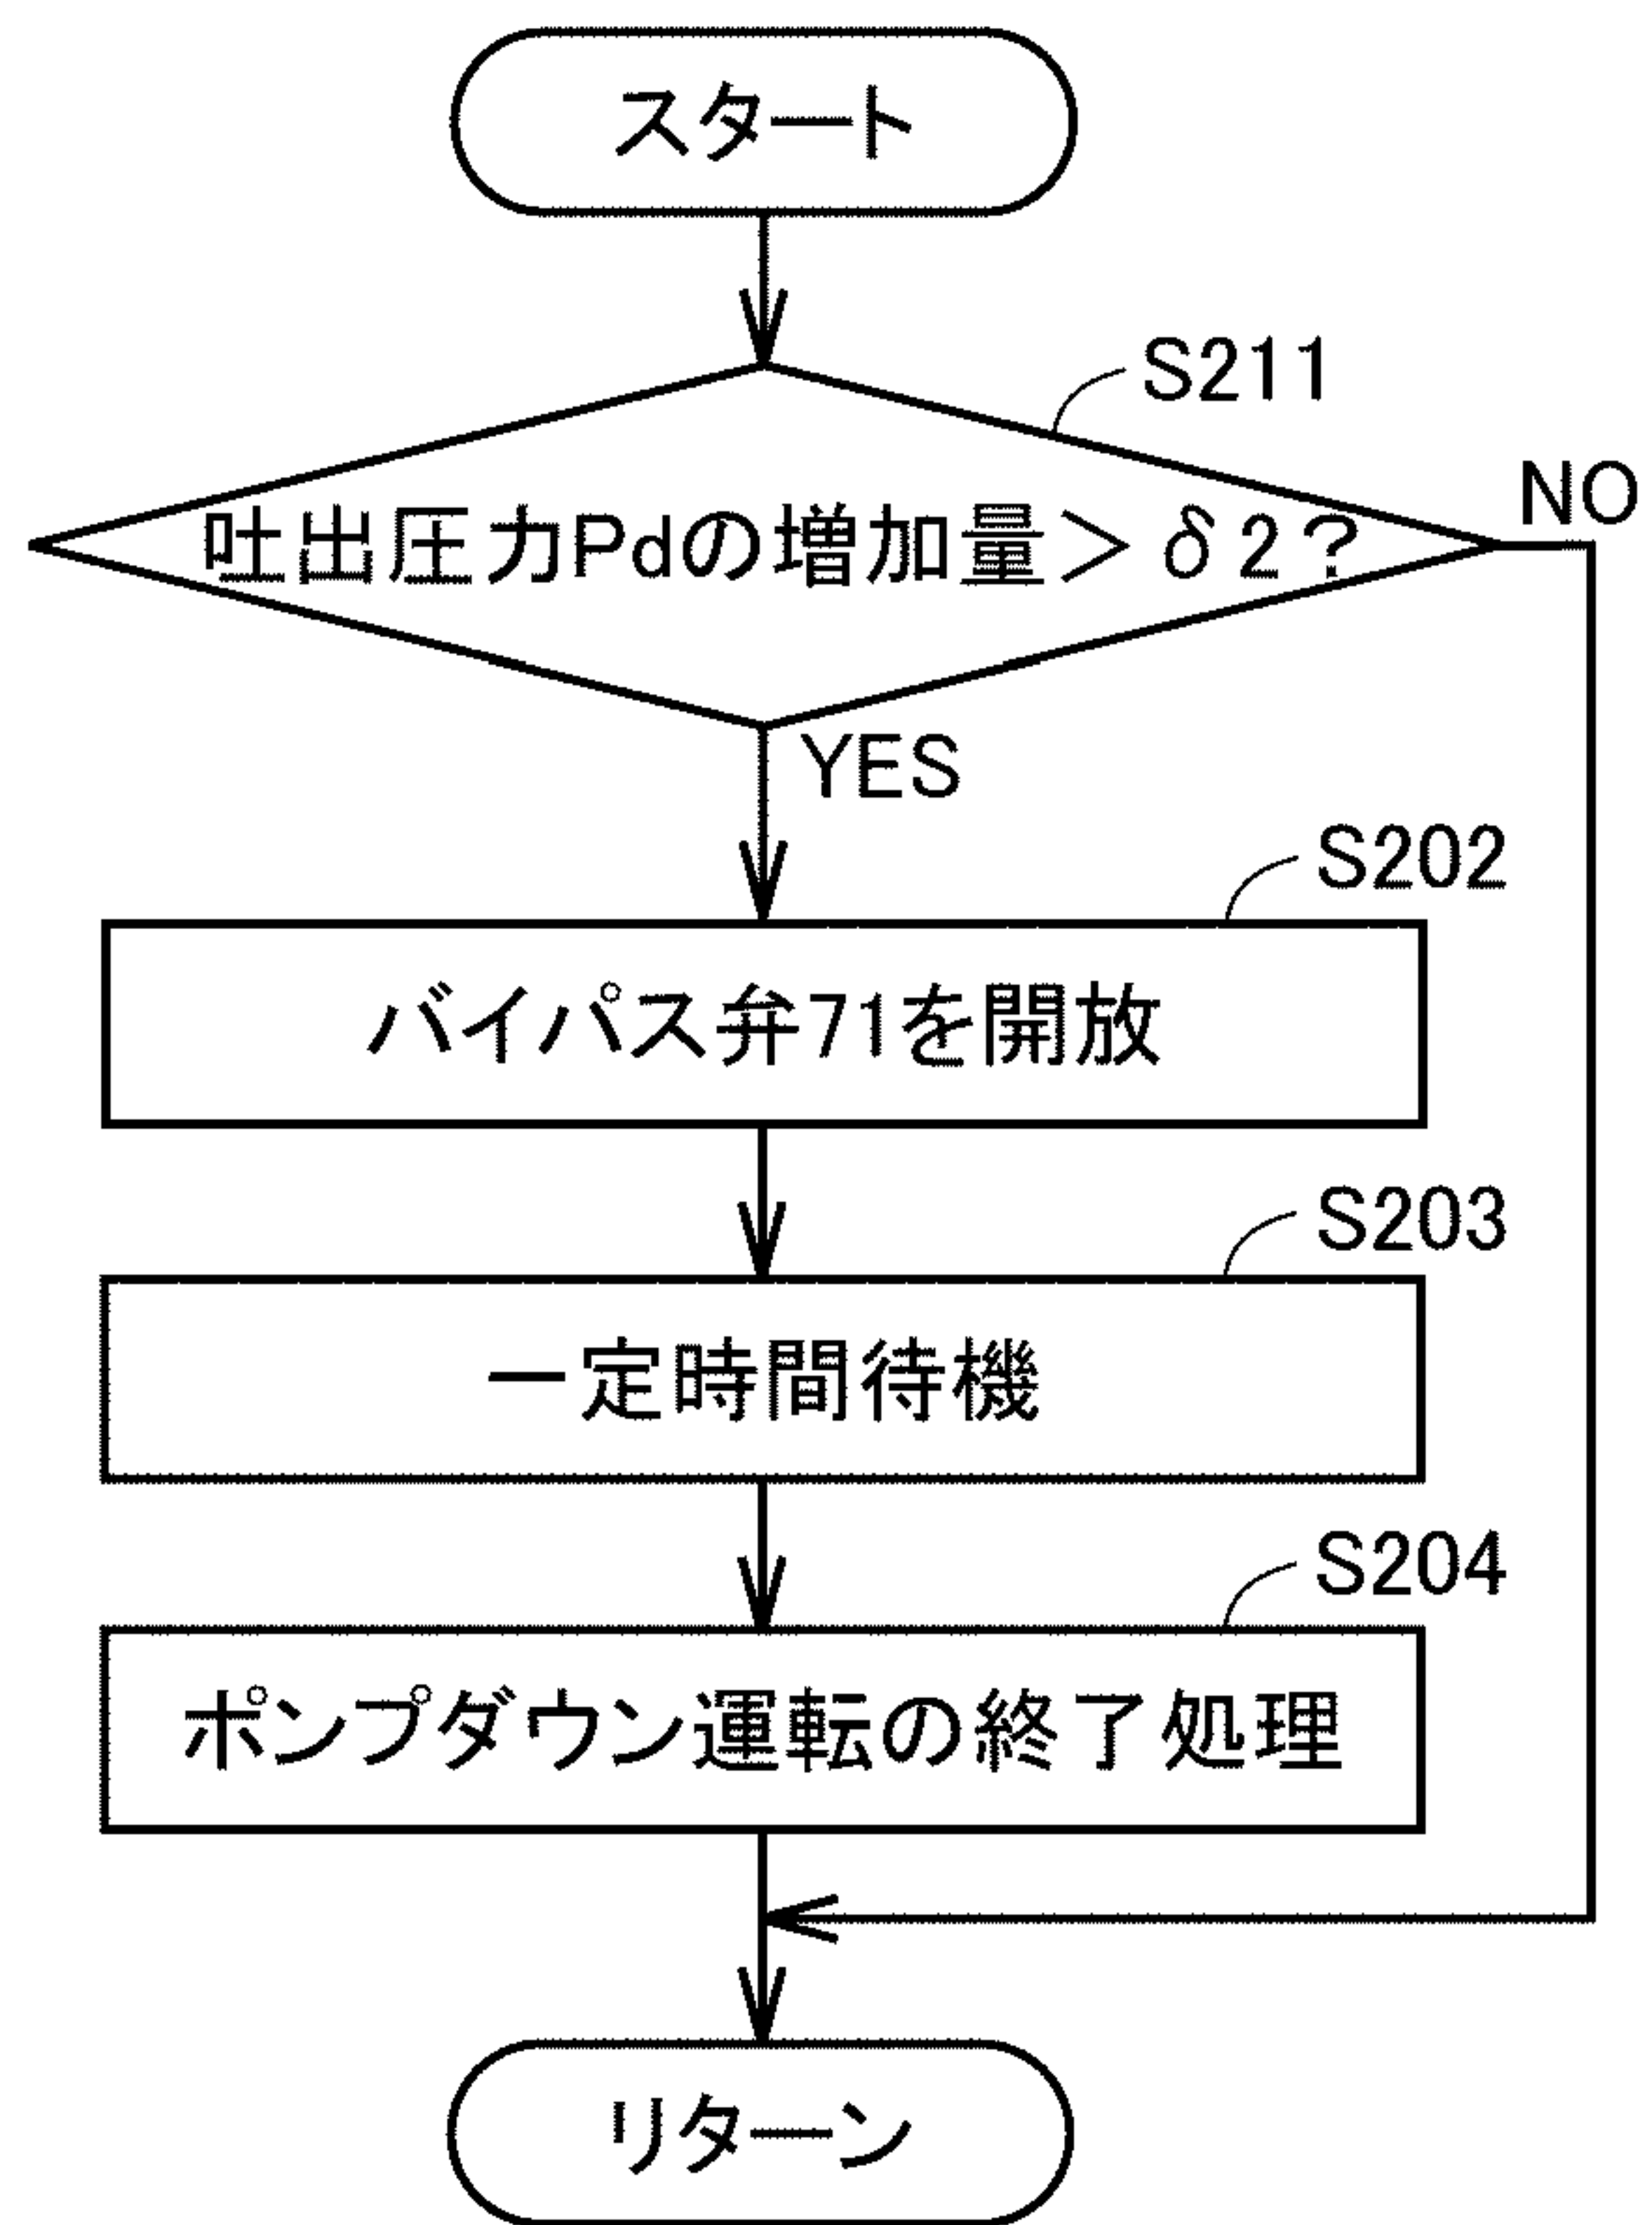 スタート
S211
吐出圧力Pdの増加量＞δ2？
NO
YES
S202
バイパス弁71を開放
S203
一定時間待機
S204
ポンプダウン運転の終了処理
リターン